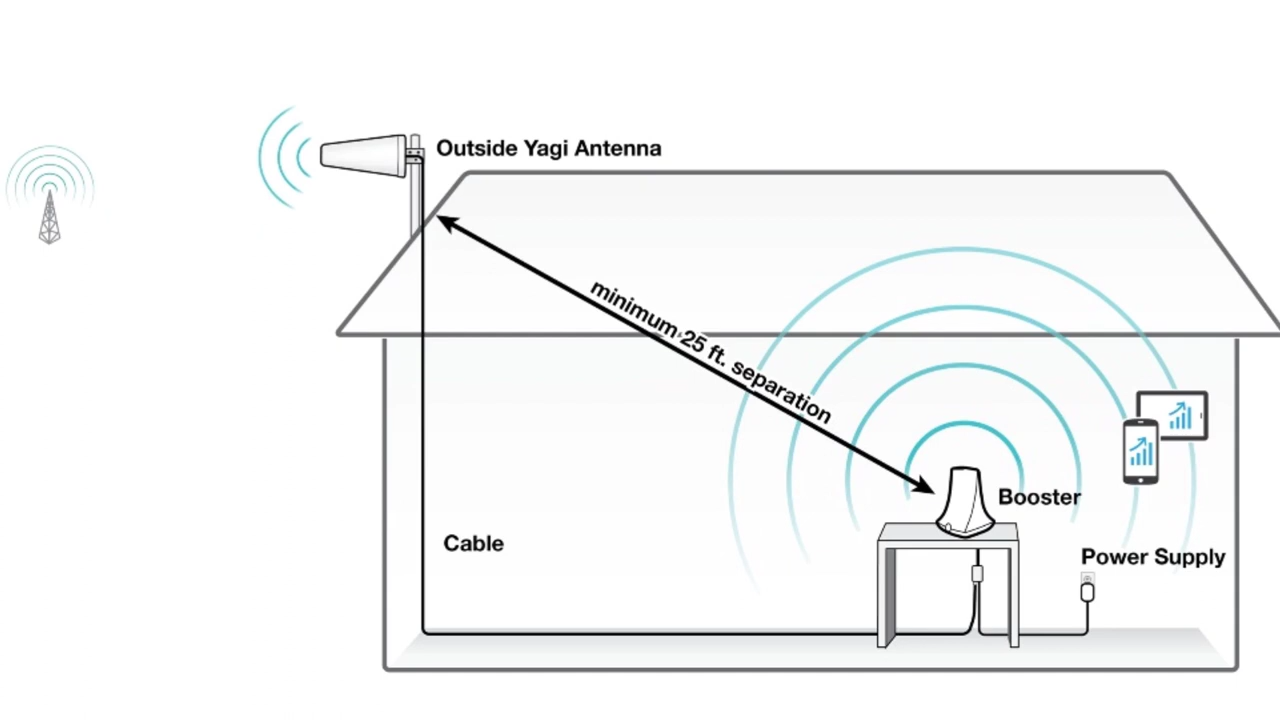 Outside Yagi Antenna
minimum 25 ft. separation
Booster
Cable
Power Supply